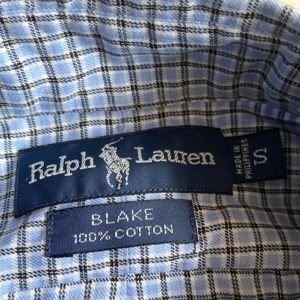 Ralph Lauren
MADE IN
PHILIPPINES
S
BLAKE
100% COTTON